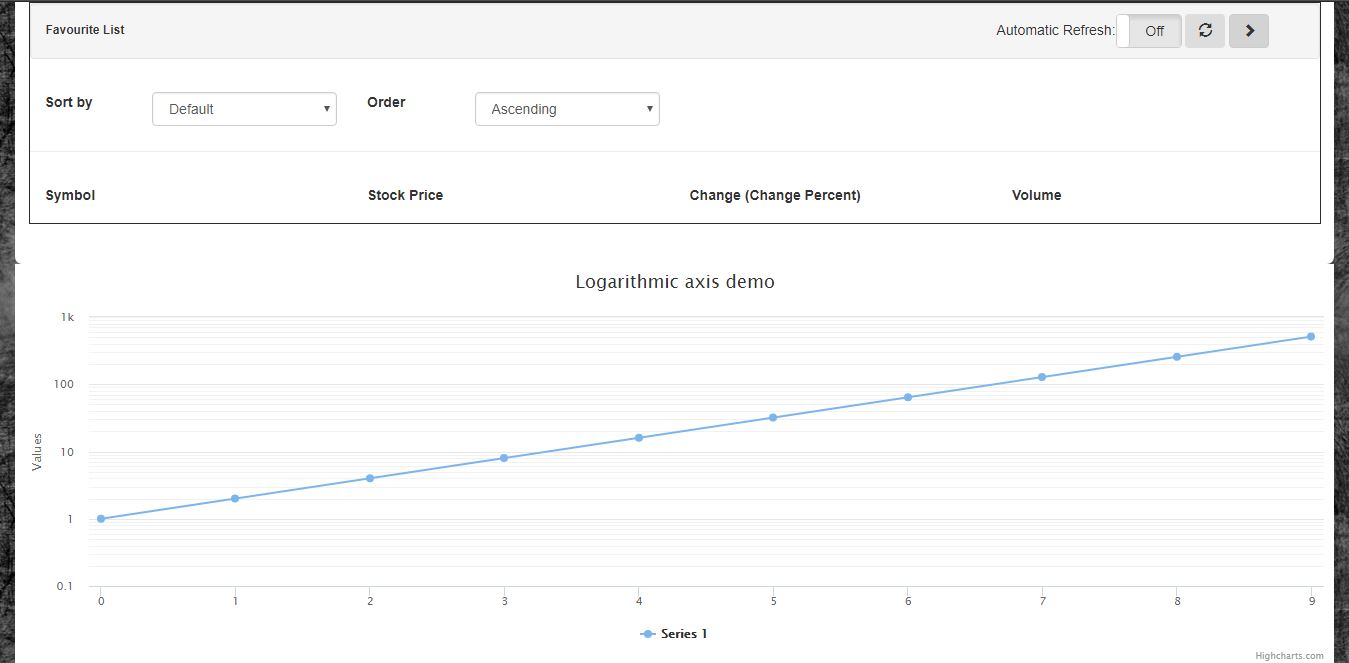 Favourite List Automatic Refresh: Off
Sort by Default Order Ascending
Symbol Stock Price Change (Change Percent) Volume
Logarithmic axis demo
1k
100
10
1
0.1
Values
0 1 2 3 4 5 6 7 8 9
Series 1
Highcharts.com